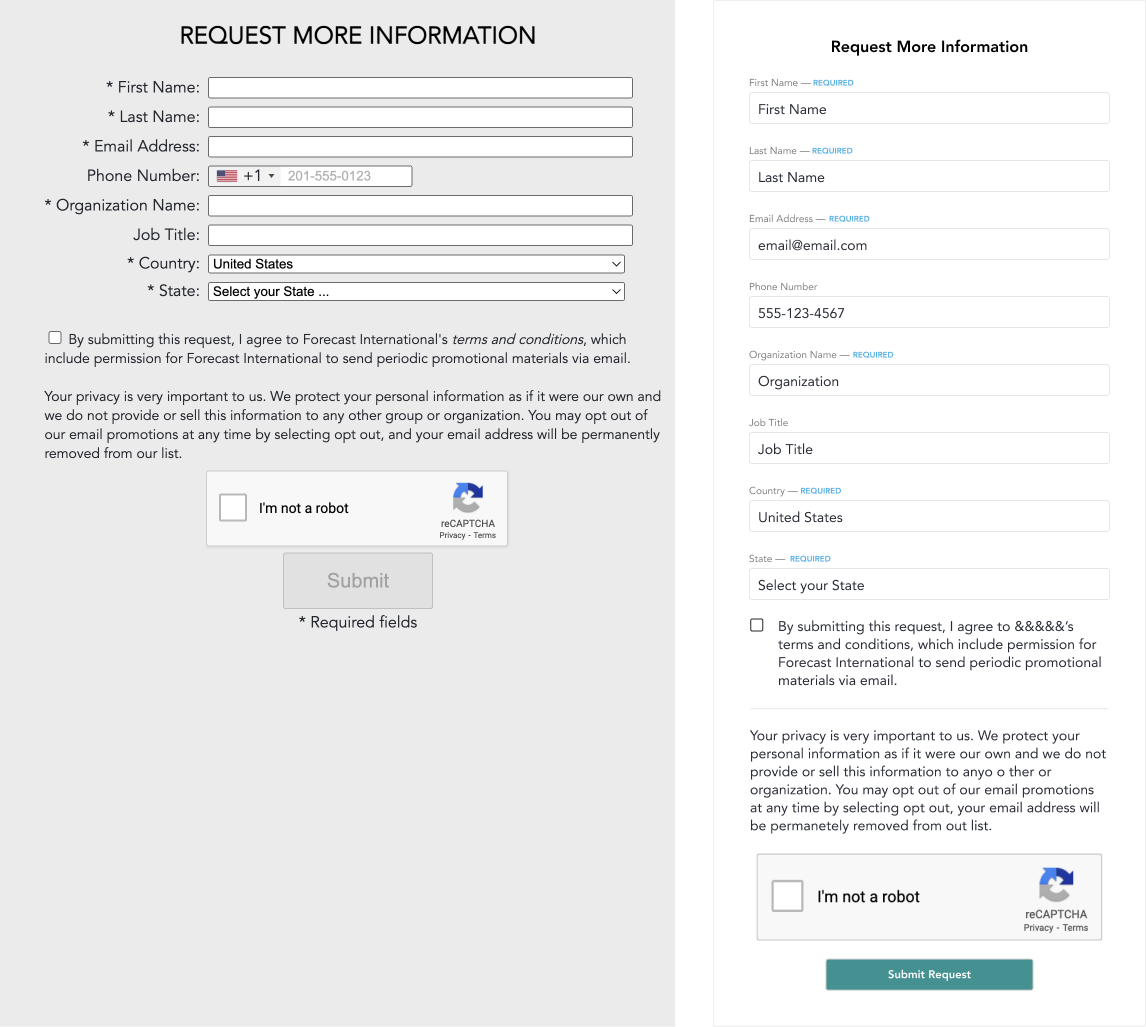 REQUEST MORE INFORMATION
* First Name:
* Last Name:
* Email Address:
Phone Number: +1 201-555-0123
* Organization Name:
Job Title:
* Country: United States
* State: Select your State ...
By submitting this request, I agree to Forecast International's terms and conditions, which
include permission for Forecast International to send periodic promotional materials via email.
Your privacy is very important to us. We protect your personal information as if it were our own and
we do not provide or sell this information to any other group or organization. You may opt out of
our email promotions at any time by selecting opt out, and your email address will be permanently
removed from our list.
I'm not a robot
reCAPTCHA
Privacy - Terms
Submit
* Required fields
Request More Information
First Name — REQUIRED
First Name
Last Name — REQUIRED
Last Name
Email Address — REQUIRED
email@email.com
Phone Number
555-123-4567
Organization Name — REQUIRED
Organization
Job Title
Job Title
Country — REQUIRED
United States
State — REQUIRED
Select your State
By submitting this request, I agree to &&&&&’s
terms and conditions, which include permission for
Forecast International to send periodic promotional
materials via email.
Your privacy is very important to us. We protect your
personal information as if it were our own and we do not
provide or sell this information to anyo o ther or
organization. You may opt out of our email promotions
at any time by selecting opt out, your email address will
be permanetely removed from out list.
I'm not a robot
reCAPTCHA
Privacy - Terms
Submit Request